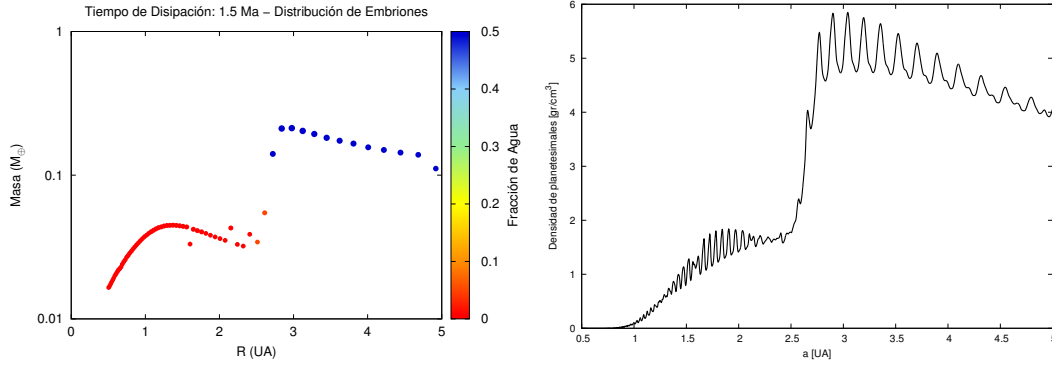 Tiempo de Disipación: 1.5 Ma – Distribución de Embriones
1
0.1
0.01
Masa (M⊕)
0 1 2 3 4 5
R (UA)
0.5
0.4
0.3
0.2
0.1
0
Fracción de Agua
6
5
4
3
2
1
0
Densidad de planetesimales [gr/cm³]
0.5 1 1.5 2 2.5 3 3.5 4 4.5 5
a [UA]